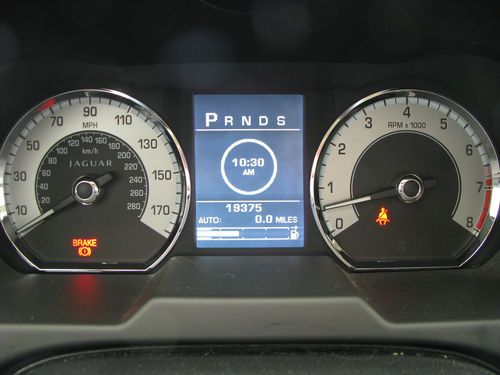 10 30 50 70 90 110 130 150 170
MPH
km/h
20 40 60 80 100 120 140 160 180 200 220 240 260 280
JAGUAR
BRAKE
P R N D S
10:30
AM
19375
AUTO: 0.0 MILES
0 1 2 3 4 5 6 7 8
RPM x 1000